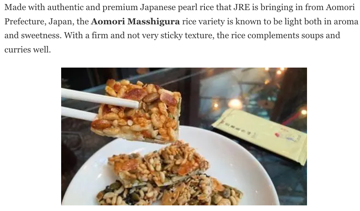 Made with authentic and premium Japanese pearl rice that JRE is bringing in from Aomori
Prefecture, Japan, the Aomori Masshigura rice variety is known to be light both in aroma
and sweetness. With a firm and not very sticky texture, the rice complements soups and
curries well.